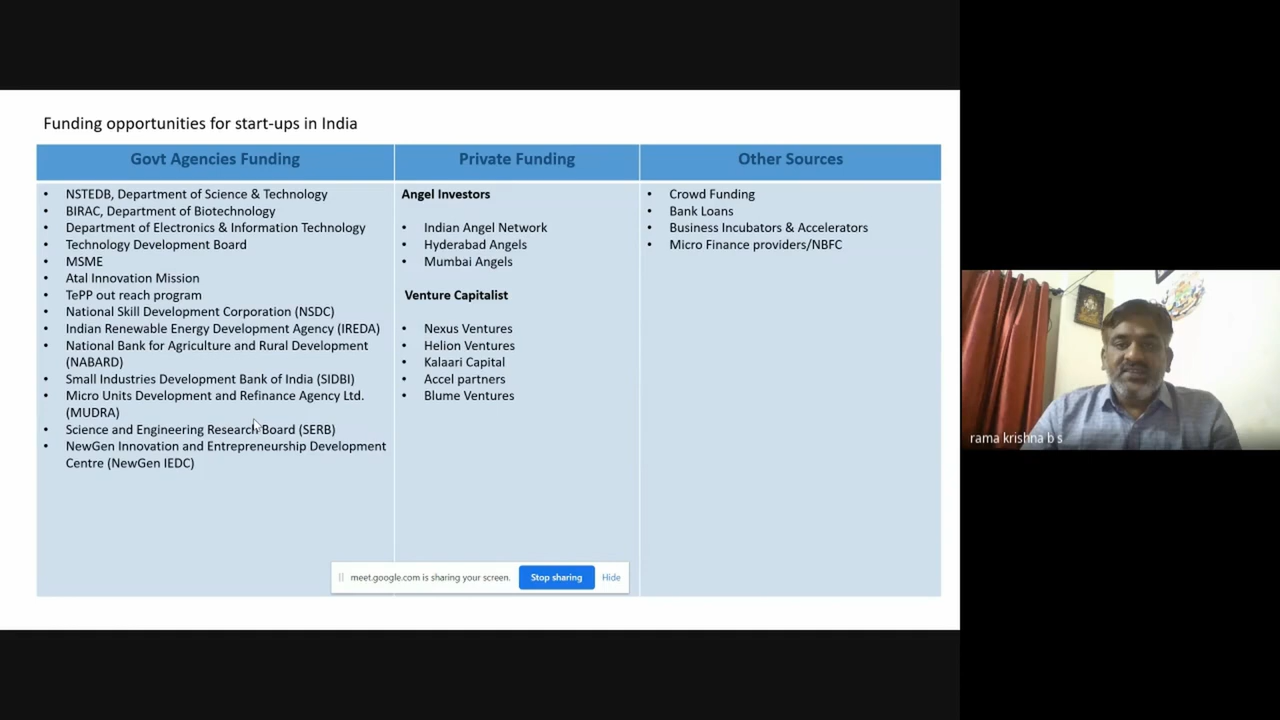 Funding opportunities for start-ups in India
Govt Agencies Funding
• NSTEDB, Department of Science & Technology
• BIRAC, Department of Biotechnology
• Department of Electronics & Information Technology
• Technology Development Board
• MSME
• Atal Innovation Mission
• TePP out reach program
• National Skill Development Corporation (NSDC)
• Indian Renewable Energy Development Agency (IREDA)
• National Bank for Agriculture and Rural Development
(NABARD)
• Small Industries Development Bank of India (SIDBI)
• Micro Units Development and Refinance Agency Ltd.
(MUDRA)
• Science and Engineering Research Board (SERB)
• NewGen Innovation and Entrepreneurship Development
Centre (NewGen IEDC)
Private Funding
Angel Investors
• Indian Angel Network
• Hyderabad Angels
• Mumbai Angels
Venture Capitalist
• Nexus Ventures
• Helion Ventures
• Kalaari Capital
• Accel partners
• Blume Ventures
Other Sources
• Crowd Funding
• Bank Loans
• Business Incubators & Accelerators
• Micro Finance providers/NBFC
meet.google.com is sharing your screen. Stop sharing Hide
rama krishna b s